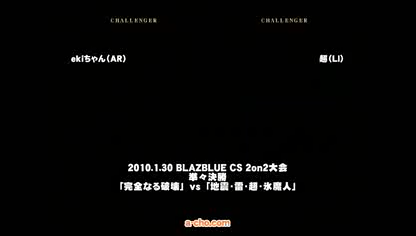 CHALLENGER CHALLENGER
ekiちゃん(AR) 超(LI)
2010.1.30 BLAZBLUE CS 2on2大会
準々決勝
「完全なる破壊」 vs 「地震・雷・超・氷魔人」
a-cho.com